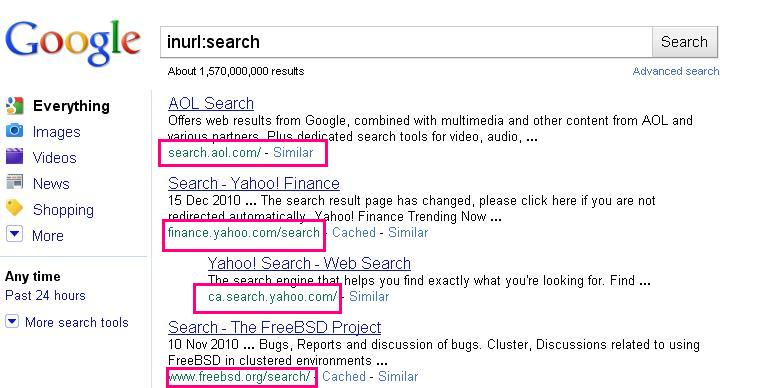 Google
inurl:search
Search
About 1,570,000,000 results
Advanced search
Everything
Images
Videos
News
Shopping
More
Any time
Past 24 hours
More search tools
AOL Search
Offers web results from Google, combined with multimedia and other content from AOL and
various partners. Plus dedicated search tools for video, audio, ...
search.aol.com/ - Similar
Search - Yahoo! Finance
15 Dec 2010 ... The search result page has changed, please click here if you are not
redirected automatically. Yahoo! Finance Trending Now ...
finance.yahoo.com/search - Cached - Similar
Yahoo! Search - Web Search
The search engine that helps you find exactly what you're looking for. Find ...
ca.search.yahoo.com/ - Similar
Search - The FreeBSD Project
10 Nov 2010 ... Bugs, Reports and discussion of bugs. Cluster, Discussions related to using
FreeBSD in clustered environments ...
www.freebsd.org/search/ - Cached - Similar